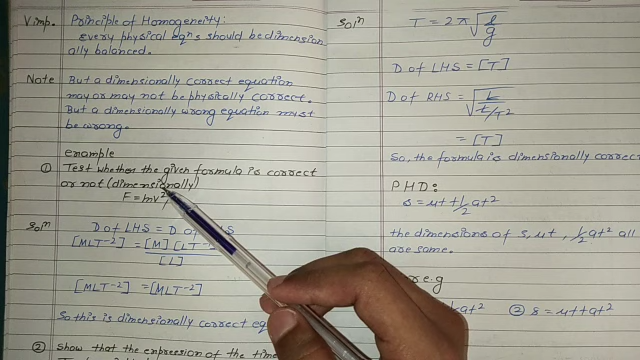 V.imp. Principle of Homogeneity:
every physical eqns should be dimension
ally balanced.
Note But a dimensionally correct equation
may or may not be physically correct.
But a dimensionally wrong equation must
be wrong.
example
① Test whether the given formula is correct
or not (dimensionally)
F = mv²/
Soln D of LHS = D of HS
[MLT⁻²] = [M] [LT⁻
[L]
[MLT⁻²] = [MLT⁻²]
So this is dimensionally correct eq
② Show that the expression of the time
Soln T = 2π√l/g
D of LHS = [T]
D of RHS = √L/L/T²
= [T]
So, the formula is dimensionally correct
PHD:
s = ut + 1/2 at²
the dimensions of s, ut, 1/2 at² all
are same.
e.g
at² ② s = ut + at²